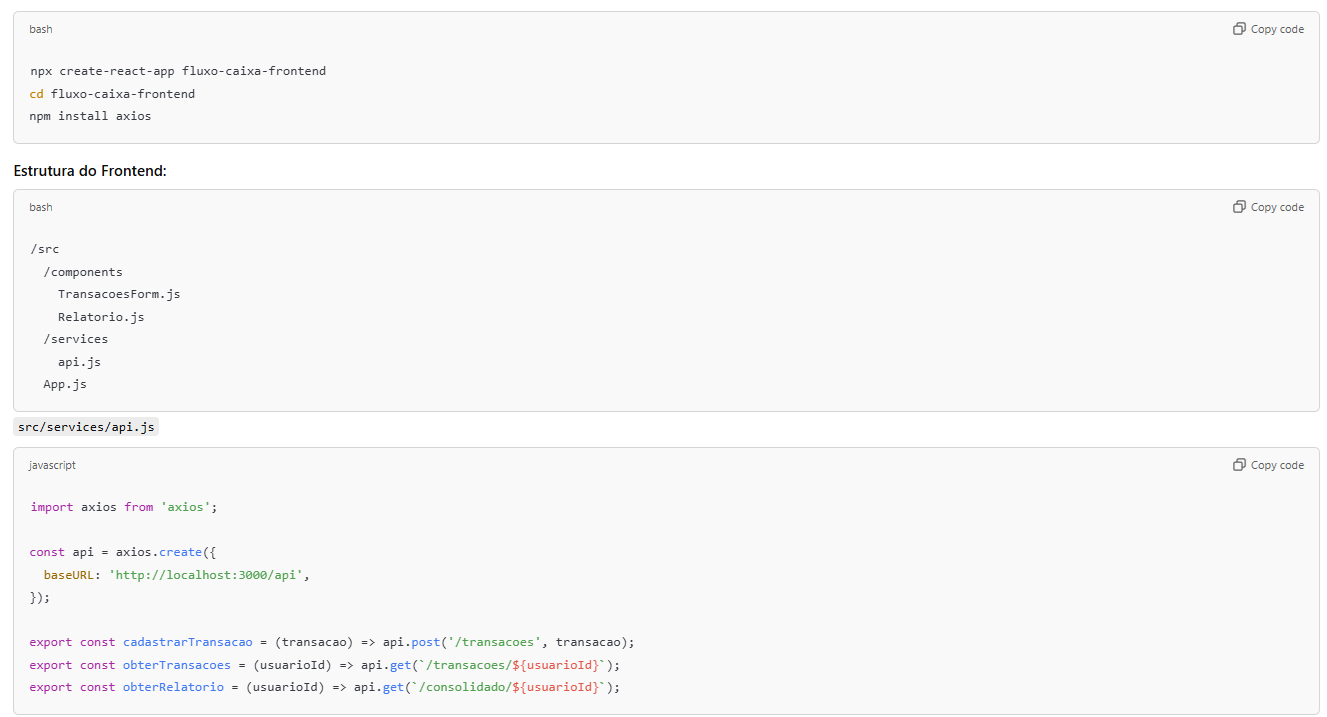 bash
Copy code
npx create-react-app fluxo-caixa-frontend
cd fluxo-caixa-frontend
npm install axios
Estrutura do Frontend:
bash
Copy code
/src
  /components
    TransacoesForm.js
    Relatorio.js
  /services
    api.js
  App.js
src/services/api.js
javascript
Copy code
import axios from 'axios';

const api = axios.create({
  baseURL: 'http://localhost:3000/api',
});

export const cadastrarTransacao = (transacao) => api.post('/transacoes', transacao);
export const obterTransacoes = (usuarioId) => api.get(`/transacoes/${usuarioId}`);
export const obterRelatorio = (usuarioId) => api.get(`/consolidado/${usuarioId}`);